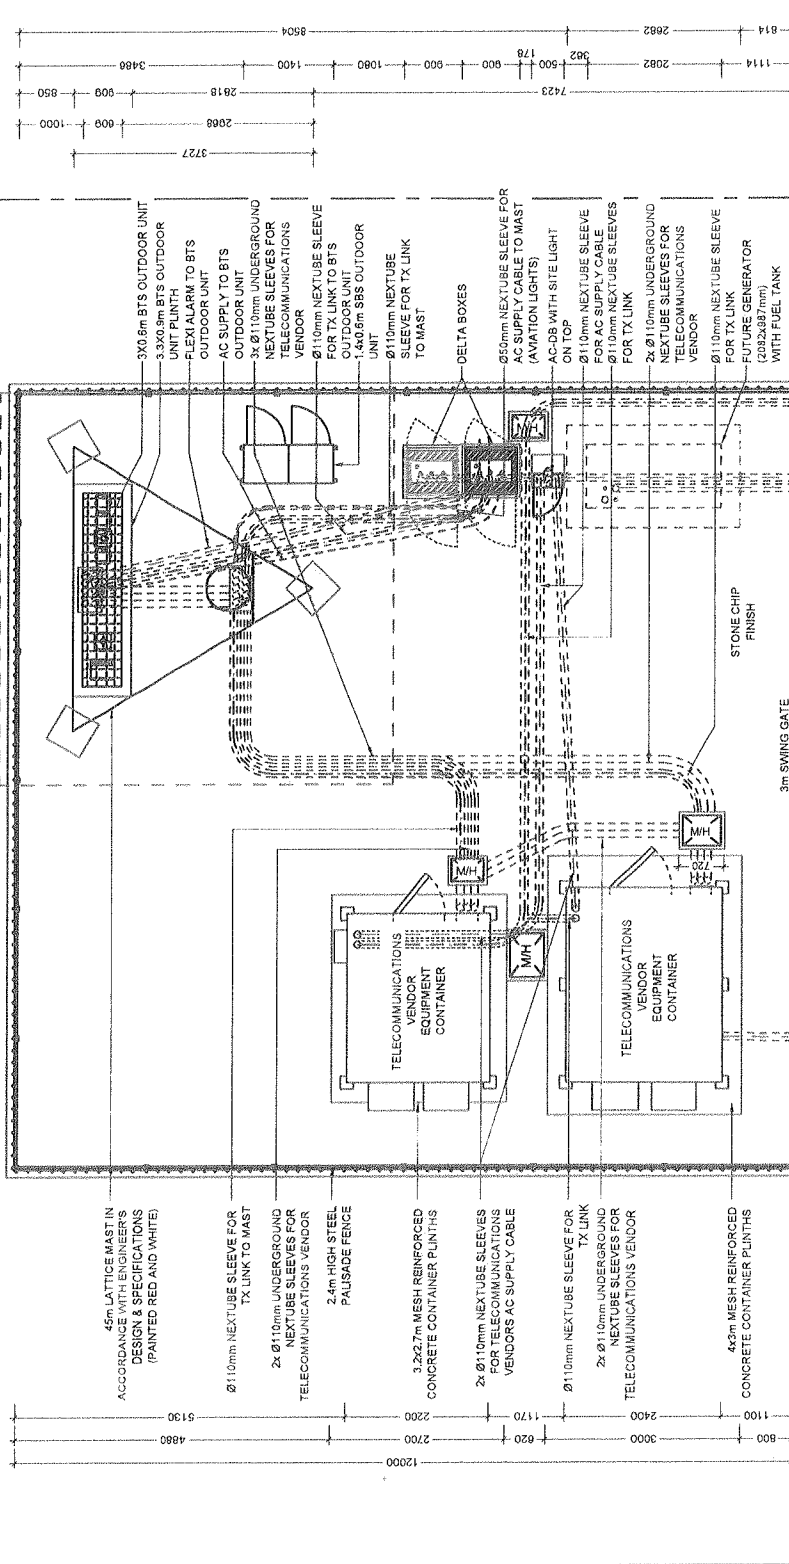 8504
2682
814
3486
1400
1080
900
900
178
500
362
2082
1114
850
909
2818
7423
1000
609
2968
3727
3X0.6m BTS OUTDOOR UNIT
3.3X0.9m BTS OUTDOOR
UNIT PLINTH
FLEXI ALARM TO BTS
OUTDOOR UNIT
AC SUPPLY TO BTS
OUTDOOR UNIT
3x Ø110mm UNDERGROUND
NEXTUBE SLEEVES FOR
TELECOMMUNICATIONS
VENDOR
Ø110mm NEXTUBE SLEEVE
FOR TX LINK TO BTS
OUTDOOR UNIT
1.4x0.6m SBS OUTDOOR
UNIT
Ø110mm NEXTUBE
SLEEVE FOR TX LINK
TO MAST
DELTA BOXES
Ø50mm NEXTUBE SLEEVE FOR
AC SUPPLY CABLE TO MAST
(AVIATION LIGHTS)
AC-DB WITH SITE LIGHT
ON TOP
Ø110mm NEXTUBE SLEEVE
FOR AC SUPPLY CABLE
Ø110mm NEXTUBE SLEEVES
FOR TX LINK
2x Ø110mm UNDERGROUND
NEXTUBE SLEEVES FOR
TELECOMMUNICATIONS
VENDOR
Ø110mm NEXTUBE SLEEVE
FOR TX LINK
FUTURE GENERATOR
(2082x987mm)
WITH FUEL TANK
M/H
STONE CHIP
FINISH
3m SWING GATE
M/H
M/H
720
M/H
TELECOMMUNICATIONS
VENDOR
EQUIPMENT
CONTAINER
TELECOMMUNICATIONS
VENDOR
EQUIPMENT
CONTAINER
45m LATTICE MAST IN
ACCORDANCE WITH ENGINEER'S
DESIGN & SPECIFICATIONS
(PAINTED RED AND WHITE)
Ø110mm NEXTUBE SLEEVE FOR
TX LINK TO MAST
2x Ø110mm UNDERGROUND
NEXTUBE SLEEVES FOR
TELECOMMUNICATIONS VENDOR
2.4m HIGH STEEL
PALISADE FENCE
3.2x2.7m MESH REINFORCED
CONCRETE CONTAINER PLINTHS
2x Ø110mm NEXTUBE SLEEVES
FOR TELECOMMUNICATIONS
VENDORS AC SUPPLY CABLE
Ø110mm NEXTUBE SLEEVE FOR
TX LINK
2x Ø110mm UNDERGROUND
NEXTUBE SLEEVES FOR
TELECOMMUNICATIONS VENDOR
4x3m MESH REINFORCED
CONCRETE CONTAINER PLINTHS
5130
2200
1170
2400
1100
4880
2700
620
3000
800
12000